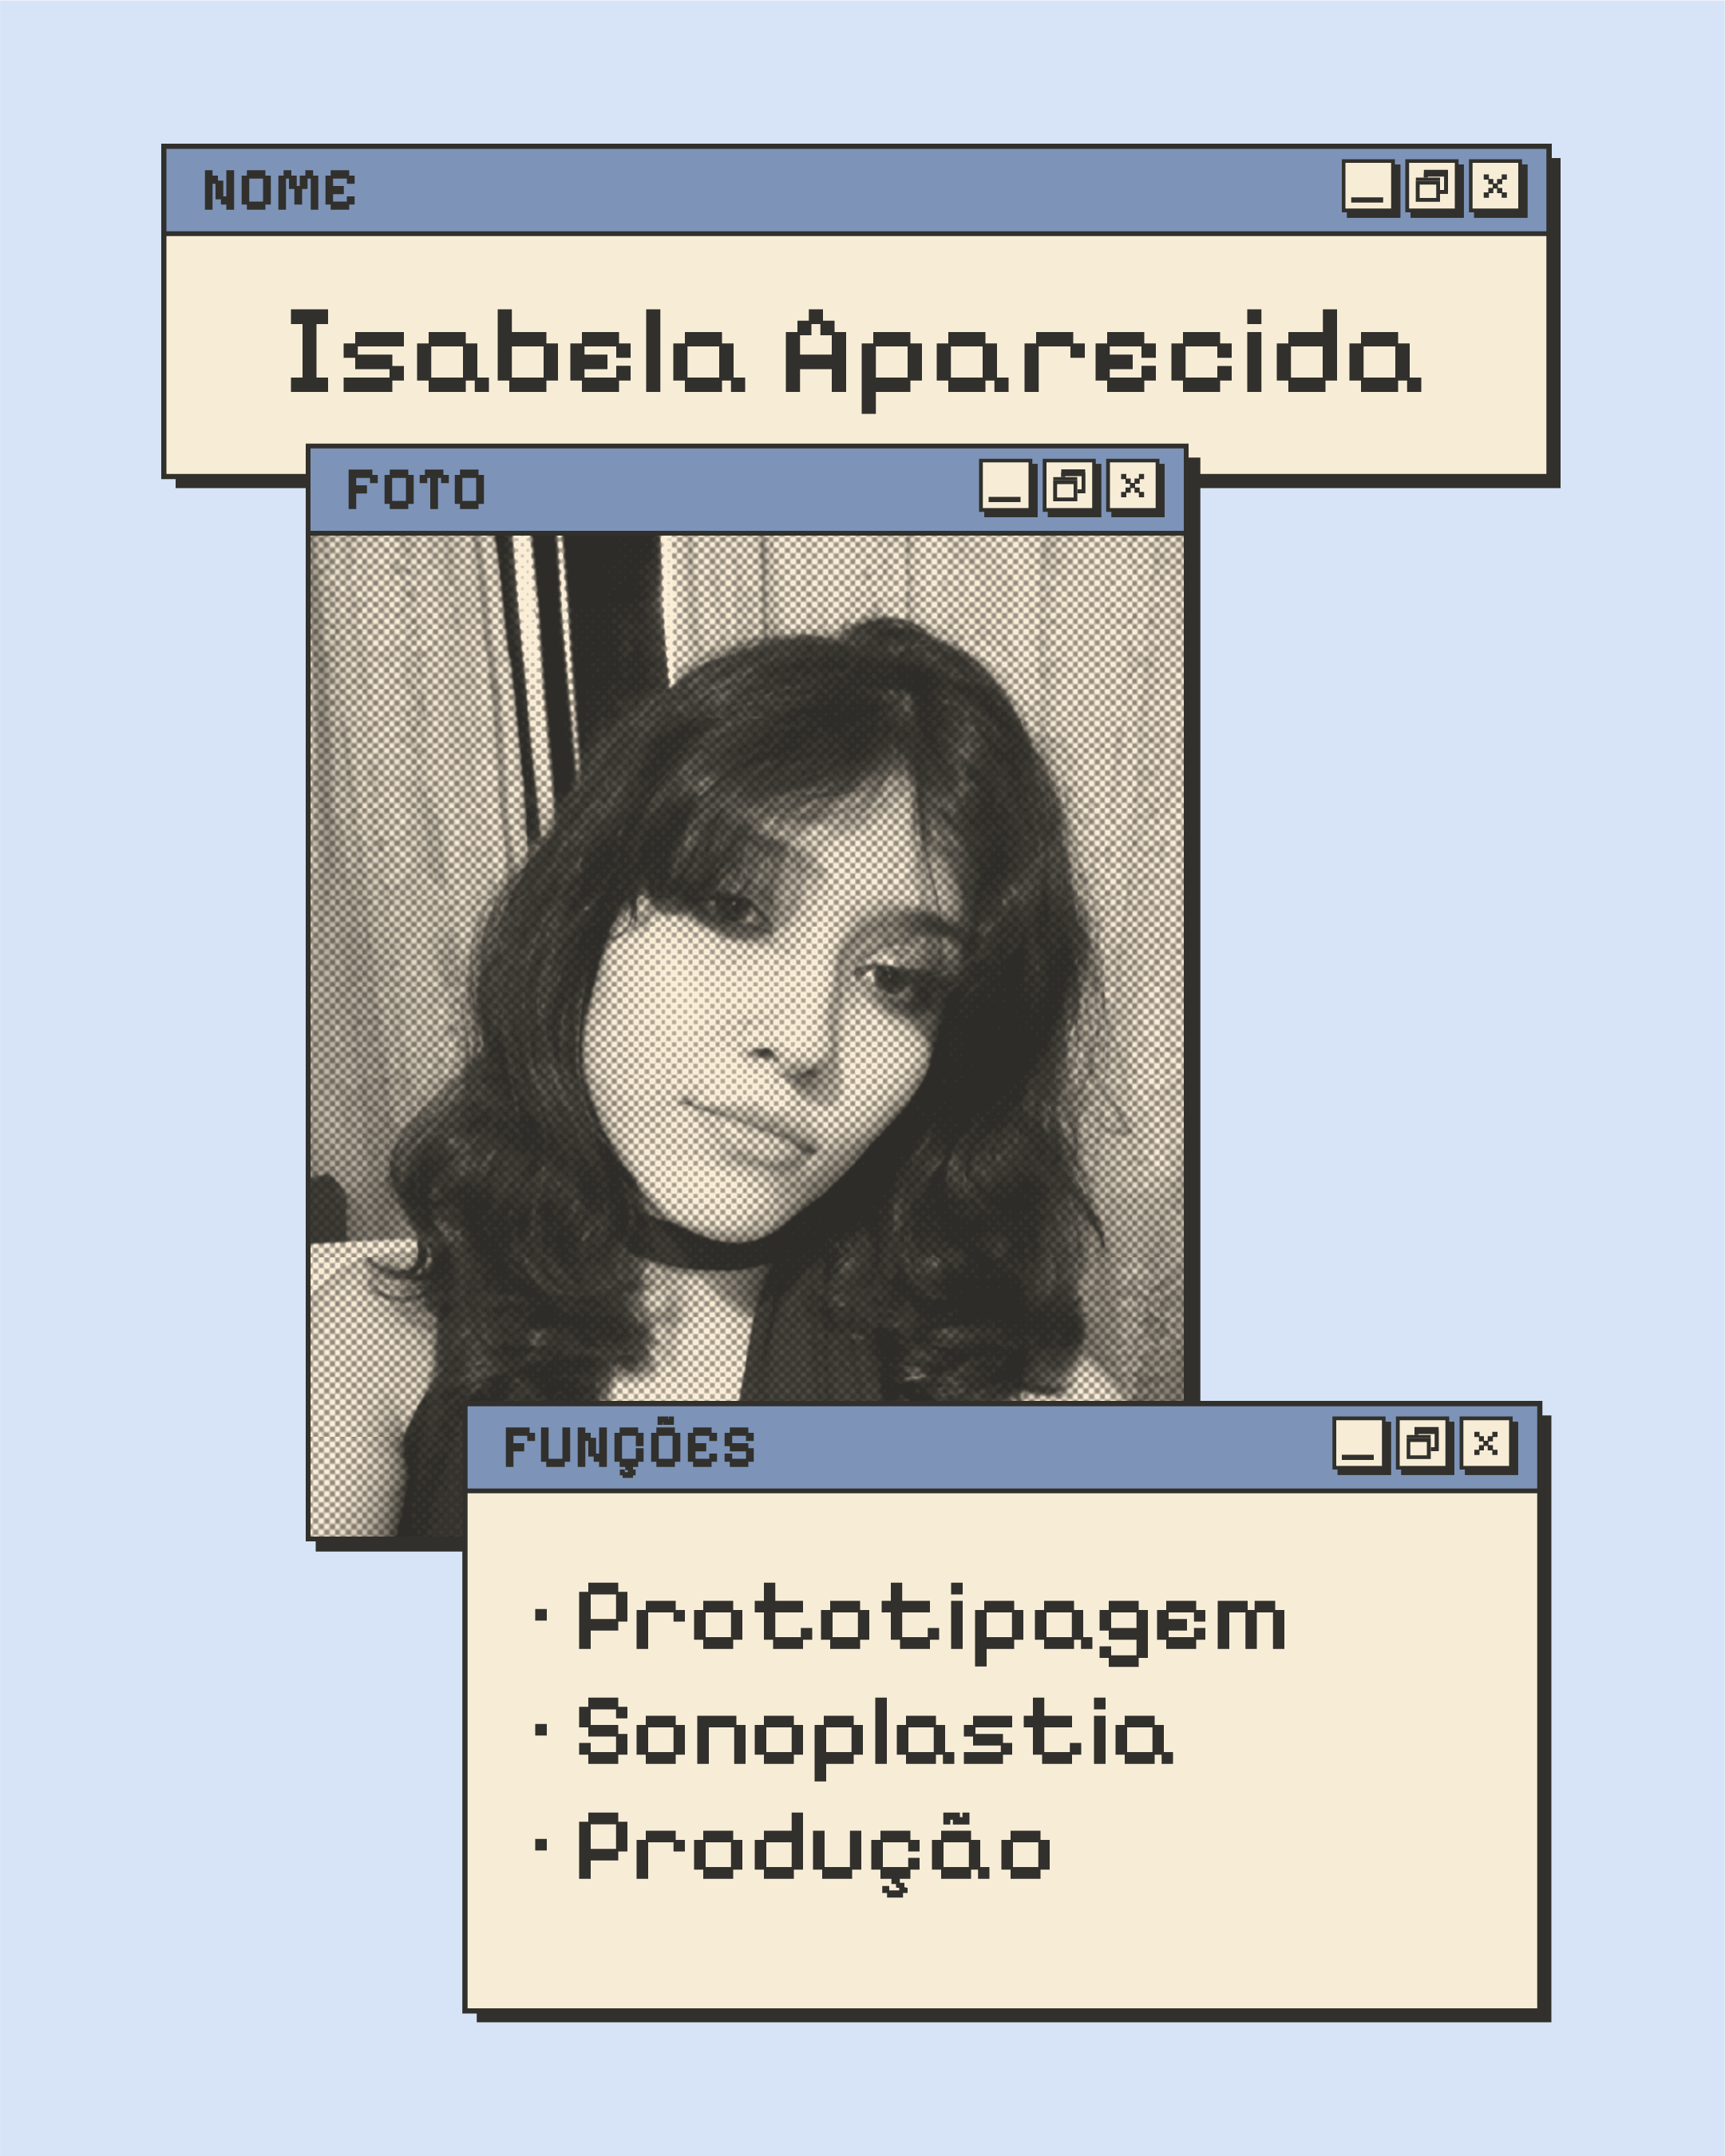 NOME
Isabela Aparecida
FOTO
FUNÇÕES
· Prototipagem
· Sonoplastia
· Produção